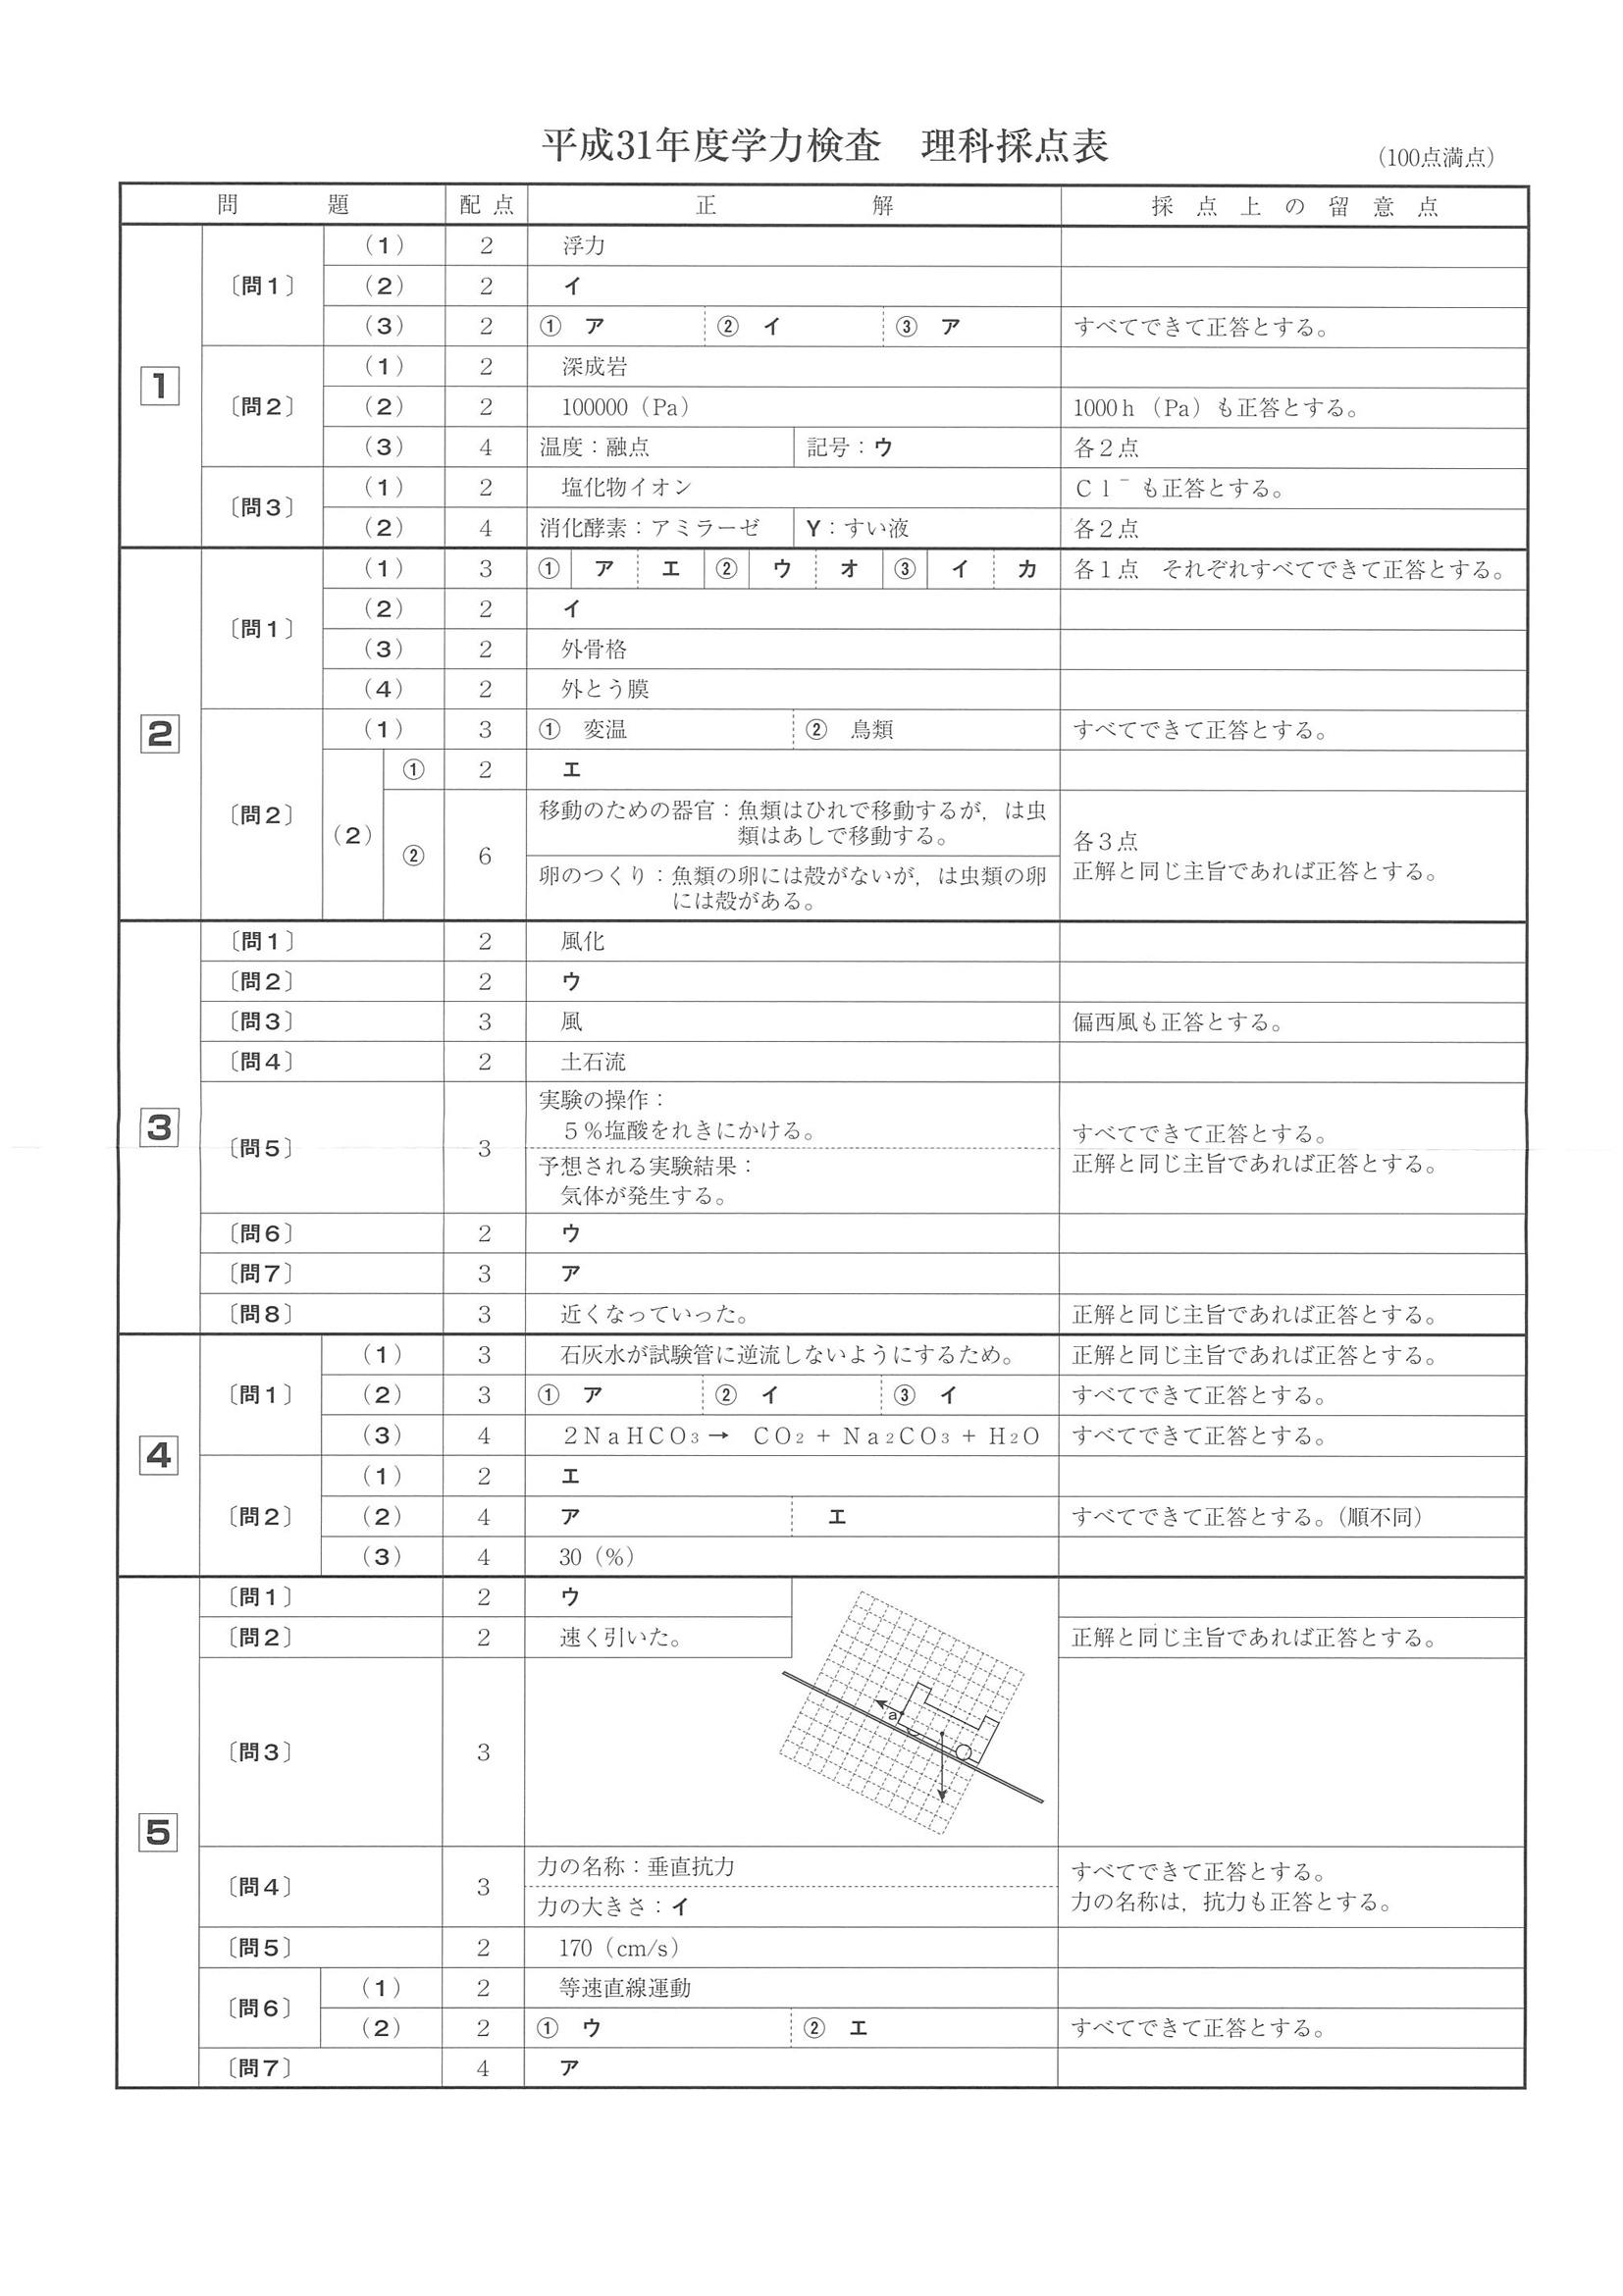 平成31年度学力検査　理科採点表
（100点満点）
問　題　配点　正　解　採点上の留意点
1 〔問1〕 (1) 2 浮力
(2) 2 イ
(3) 2 ① ア ② イ ③ ア すべてできて正答とする。
〔問2〕 (1) 2 深成岩
(2) 2 100000（Pa） 1000h（Pa）も正答とする。
(3) 4 温度：融点 記号：ウ 各2点
〔問3〕 (1) 2 塩化物イオン Cl⁻も正答とする。
(2) 4 消化酵素：アミラーゼ Y：すい液 各2点
2 〔問1〕 (1) 3 ① ア エ ② ウ オ ③ イ カ 各1点　それぞれすべてできて正答とする。
(2) 2 イ
(3) 2 外骨格
(4) 2 外とう膜
〔問2〕 (1) 3 ① 変温 ② 鳥類 すべてできて正答とする。
(2) ① 2 エ
② 6 移動のための器官：魚類はひれで移動するが，は虫
類はあしで移動する。
卵のつくり：魚類の卵には殻がないが，は虫類の卵
には殻がある。
各3点
正解と同じ主旨であれば正答とする。
3 〔問1〕 2 風化
〔問2〕 2 ウ
〔問3〕 3 風 偏西風も正答とする。
〔問4〕 2 土石流
〔問5〕 3 実験の操作：
5％塩酸をれきにかける。
予想される実験結果：
気体が発生する。
すべてできて正答とする。
正解と同じ主旨であれば正答とする。
〔問6〕 2 ウ
〔問7〕 3 ア
〔問8〕 3 近くなっていった。 正解と同じ主旨であれば正答とする。
4 〔問1〕 (1) 3 石灰水が試験管に逆流しないようにするため。 正解と同じ主旨であれば正答とする。
(2) 3 ① ア ② イ ③ イ すべてできて正答とする。
(3) 4 2NaHCO₃→ CO₂＋Na₂CO₃＋H₂O すべてできて正答とする。
〔問2〕 (1) 2 エ
(2) 4 ア エ すべてできて正答とする。（順不同）
(3) 4 30（％）
5 〔問1〕 2 ウ
〔問2〕 2 速く引いた。 正解と同じ主旨であれば正答とする。
〔問3〕 3
a
〔問4〕 3 力の名称：垂直抗力
力の大きさ：イ
すべてできて正答とする。
力の名称は，抗力も正答とする。
〔問5〕 2 170（cm/s）
〔問6〕 (1) 2 等速直線運動
(2) 2 ① ウ ② エ すべてできて正答とする。
〔問7〕 4 ア